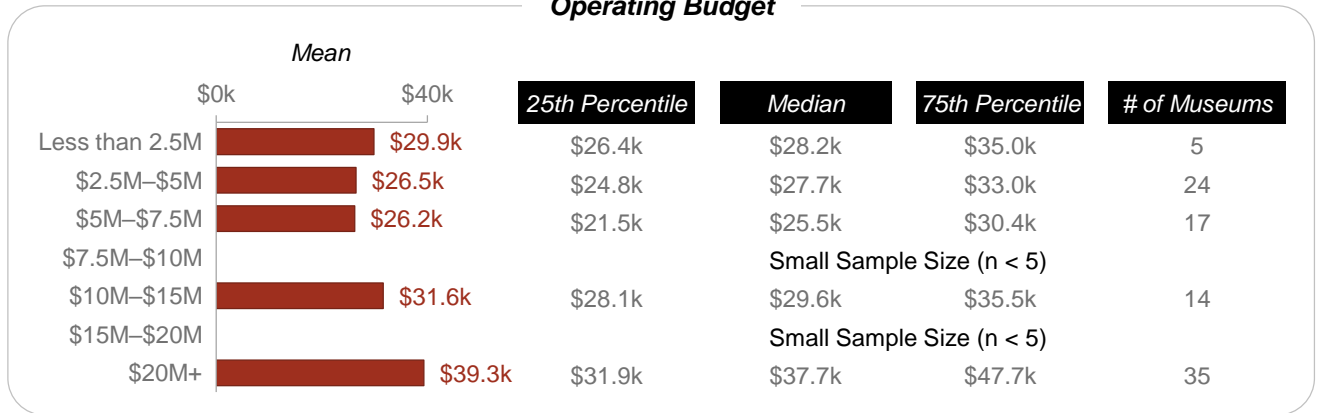 Operating Budget
Mean
$0k $40k 25th Percentile Median 75th Percentile # of Museums
Less than 2.5M $29.9k $26.4k $28.2k $35.0k 5
$2.5M–$5M $26.5k $24.8k $27.7k $33.0k 24
$5M–$7.5M $26.2k $21.5k $25.5k $30.4k 17
$7.5M–$10M Small Sample Size (n < 5)
$10M–$15M $31.6k $28.1k $29.6k $35.5k 14
$15M–$20M Small Sample Size (n < 5)
$20M+ $39.3k $31.9k $37.7k $47.7k 35